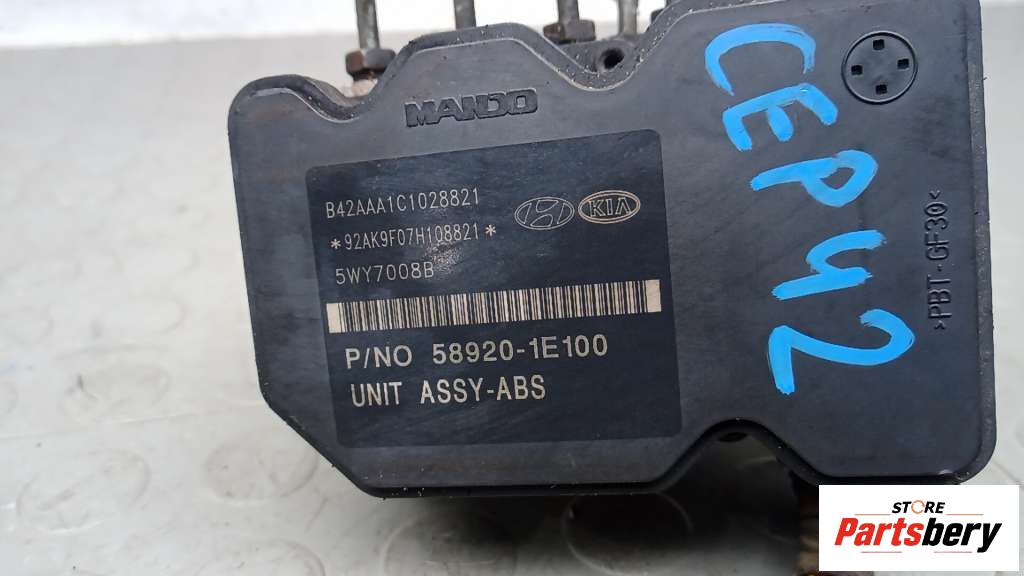 MANDO
B42AAA1C1028821
*92AK9F07H108821*
KIA
5WY7008B
P/NO 58920-1E100
UNIT ASSY-ABS
CEP42
>PBT-GF30<
STORE
Partsbery